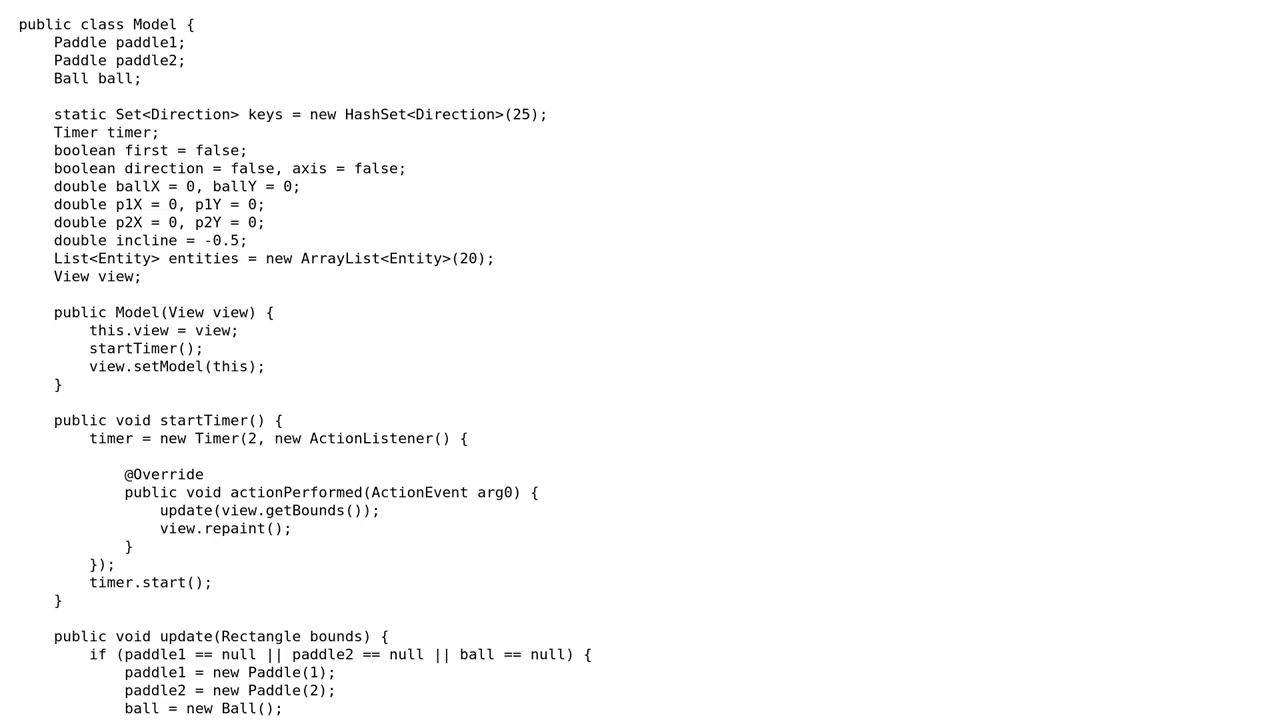 public class Model {
    Paddle paddle1;
    Paddle paddle2;
    Ball ball;

    static Set<Direction> keys = new HashSet<Direction>(25);
    Timer timer;
    boolean first = false;
    boolean direction = false, axis = false;
    double ballX = 0, ballY = 0;
    double p1X = 0, p1Y = 0;
    double p2X = 0, p2Y = 0;
    double incline = -0.5;
    List<Entity> entities = new ArrayList<Entity>(20);
    View view;

    public Model(View view) {
        this.view = view;
        startTimer();
        view.setModel(this);
    }

    public void startTimer() {
        timer = new Timer(2, new ActionListener() {

            @Override
            public void actionPerformed(ActionEvent arg0) {
                update(view.getBounds());
                view.repaint();
            }
        });
        timer.start();
    }

    public void update(Rectangle bounds) {
        if (paddle1 == null || paddle2 == null || ball == null) {
            paddle1 = new Paddle(1);
            paddle2 = new Paddle(2);
            ball = new Ball();